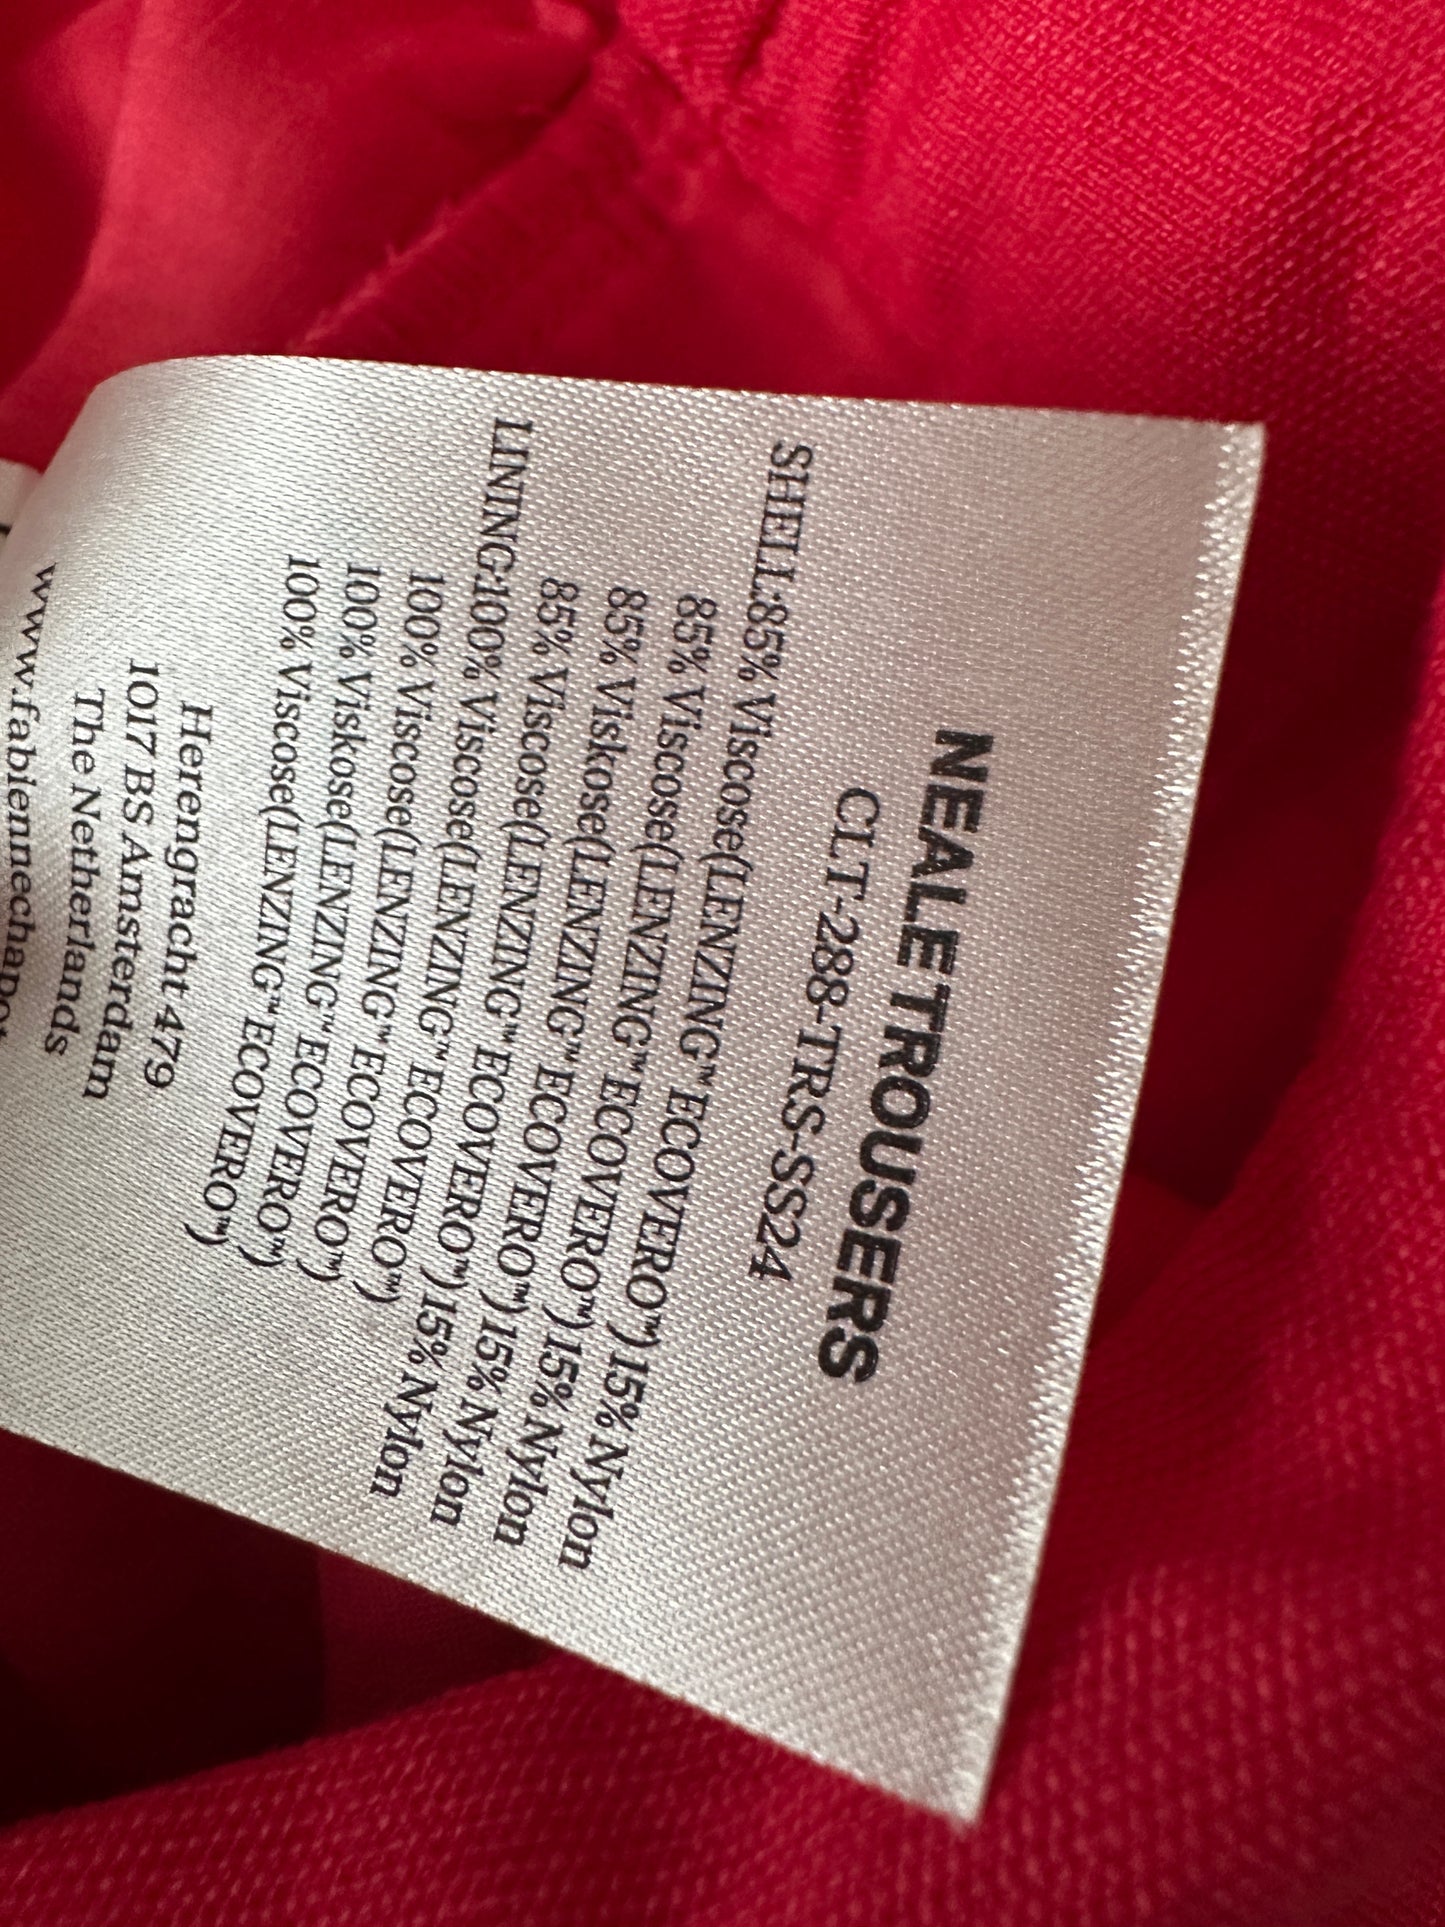 NEALE TROUSERS
CLT-288-TRS-SS24
SHELL:85% Viscose(LENZING™ ECOVERO™) 15% Nylon
85% Viscose(LENZING™ ECOVERO™) 15% Nylon
85% Viskose(LENZING™ ECOVERO™) 15% Nylon
85% Viscose(LENZING™ ECOVERO™) 15% Nylon
LINING:100% Viscose(LENZING™ ECOVERO™)
100% Viscose(LENZING™ ECOVERO™)
100% Viskose(LENZING™ ECOVERO™)
100% Viscose(LENZING™ ECOVERO™)
Herengracht 479
1017 BS Amsterdam
The Netherlands